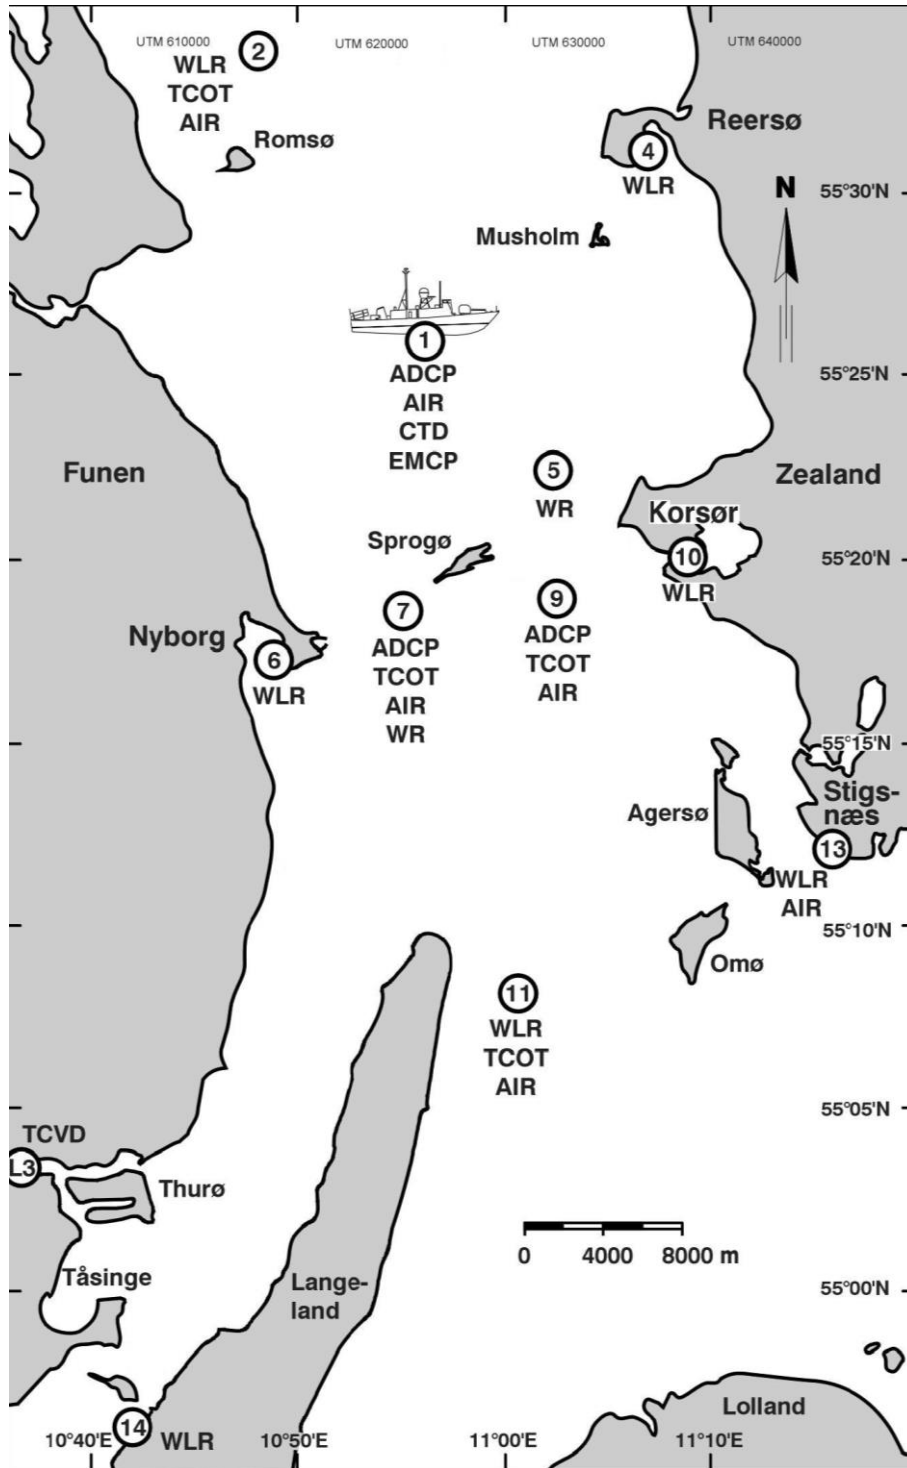 UTM 610000
UTM 620000
UTM 630000
UTM 640000
2
WLR
TCOT
AIR
Romsø
Reersø
4
WLR
55°30'N
N
Musholm
1
ADCP
AIR
CTD
EMCP
55°25'N
Funen
5
WR
Zealand
Korsør
10
WLR
Sprogø
55°20'N
7
ADCP
TCOT
AIR
WR
9
ADCP
TCOT
AIR
Nyborg
6
WLR
55°15'N
Stigs-
næs
Agersø
13
WLR
AIR
55°10'N
Omø
11
WLR
TCOT
AIR
55°05'N
TCVD
L3
Thurø
0 4000 8000 m
Tåsinge
Lange-
land
55°00'N
Lolland
14
WLR
10°40'E
10°50'E
11°00'E
11°10'E